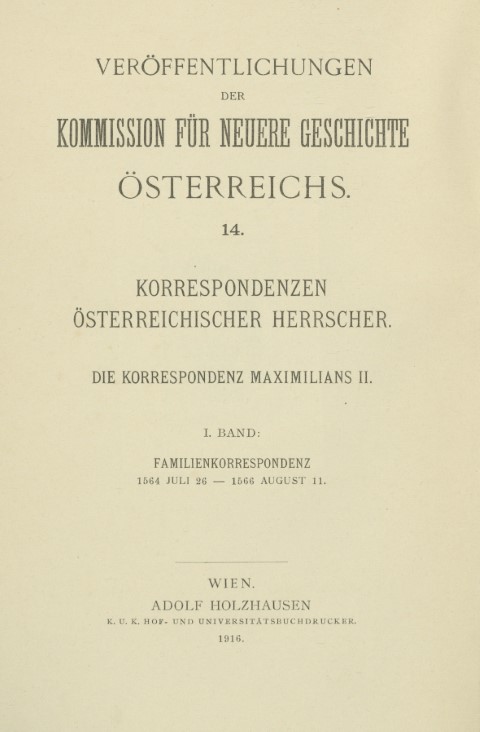 VERÖFFENTLICHUNGEN
DER
KOMMISSION FÜR NEUERE GESCHICHTE
ÖSTERREICHS.
14.
KORRESPONDENZEN
ÖSTERREICHISCHER HERRSCHER.
DIE KORRESPONDENZ MAXIMILIANS II.
I. BAND:
FAMILIENKORRESPONDENZ
1564 JULI 26 — 1566 AUGUST 11.
WIEN.
ADOLF HOLZHAUSEN
K. U. K. HOF- UND UNIVERSITÄTSBUCHDRUCKER.
1916.